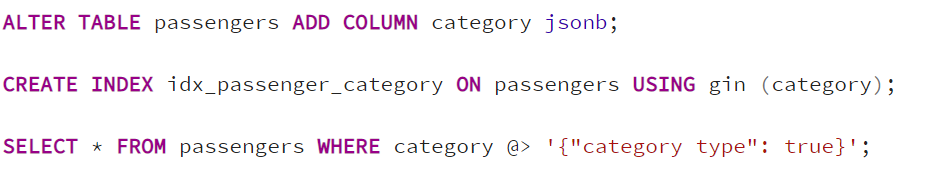 ALTER TABLE passengers ADD COLUMN category jsonb;
CREATE INDEX idx_passenger_category ON passengers USING gin (category);
SELECT * FROM passengers WHERE category @> '{"category type": true}';